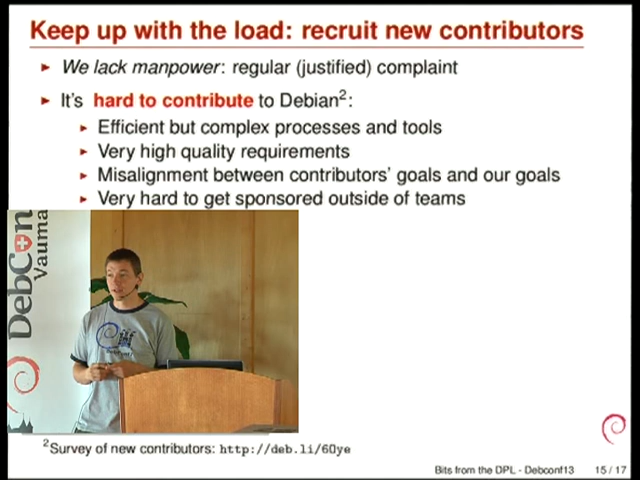 Keep up with the load: recruit new contributors
We lack manpower: regular (justified) complaint
It's hard to contribute to Debian2:
Efficient but complex processes and tools
Very high quality requirements
Misalignment between contributors' goals and our goals
Very hard to get sponsored outside of teams
DebCon
Vauma
2Survey of new contributors: http://deb.li/6Oye
Bits from the DPL - Debconf13
15 / 17